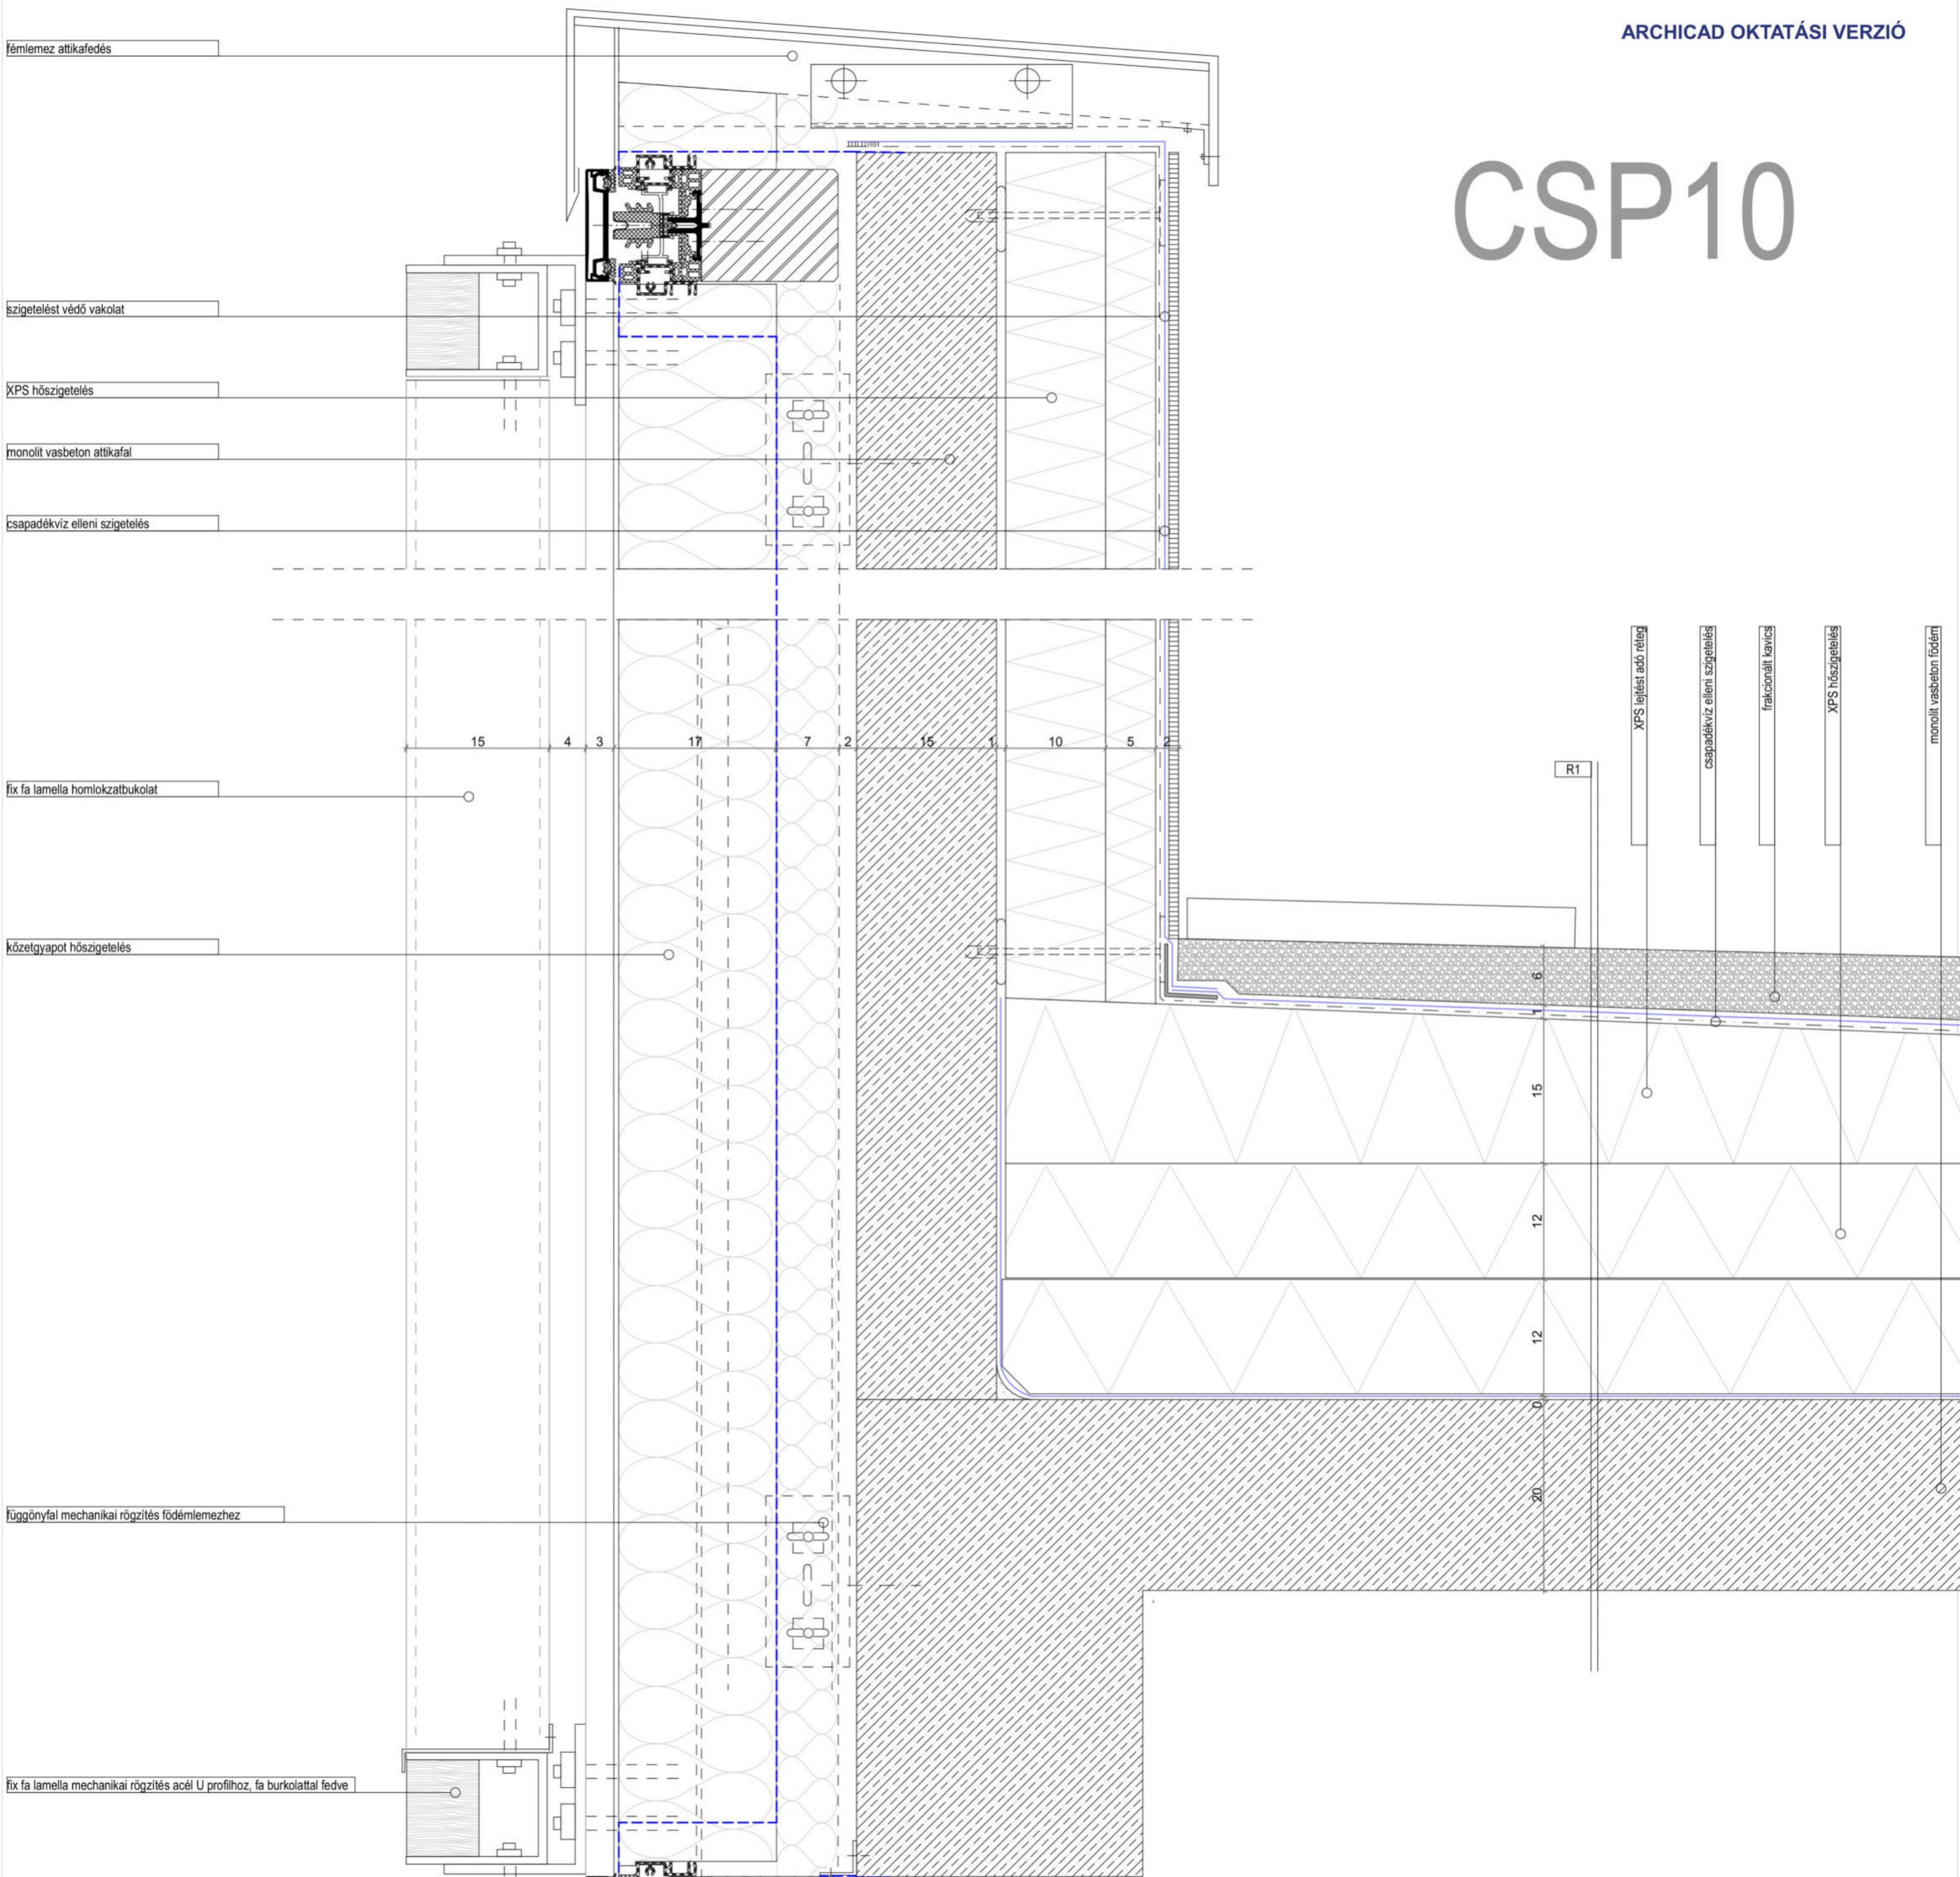 ARCHICAD OKTATÁSI VERZIÓ
CSP10
fémlemez attikafedés
szigetelést védő vakolat
XPS hőszigetelés
monolit vasbeton attikafal
csapadékvíz elleni szigetelés
XPS lejtést adó réteg
csapadékvíz elleni szigetelés
frakcionált kavics
XPS hőszigetelés
monolit vasbeton födém
15 4 3 17 7 2 15 1 10 5 2
R1
fix fa lamella homlokzatbukolat
kőzetgyapot hőszigetelés
6
1
15
12
12
0
20
függönyfal mechanikai rögzítés födémlemezhez
fix fa lamella mechanikai rögzítés acél U profilhoz, fa burkolattal fedve